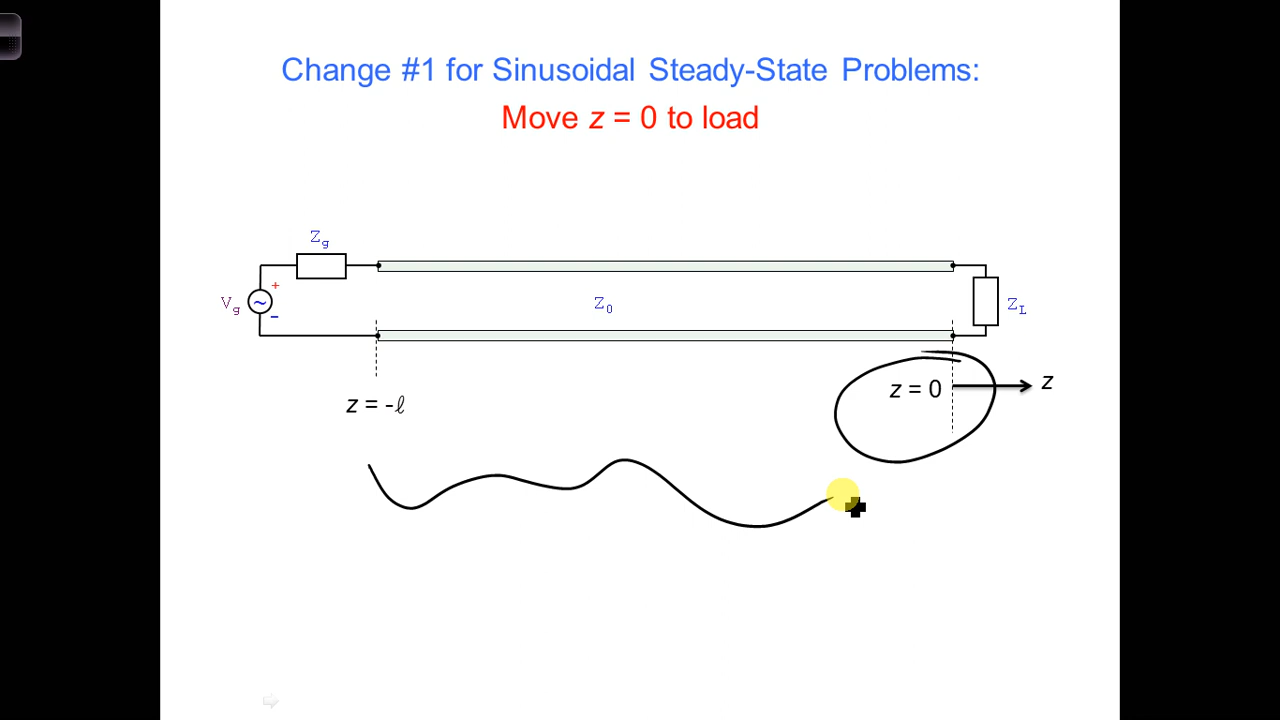 Change #1 for Sinusoidal Steady-State Problems:
Move z = 0 to load
Zg
Vg
+
~
−
Z0
ZL
z = -ℓ
z = 0
z